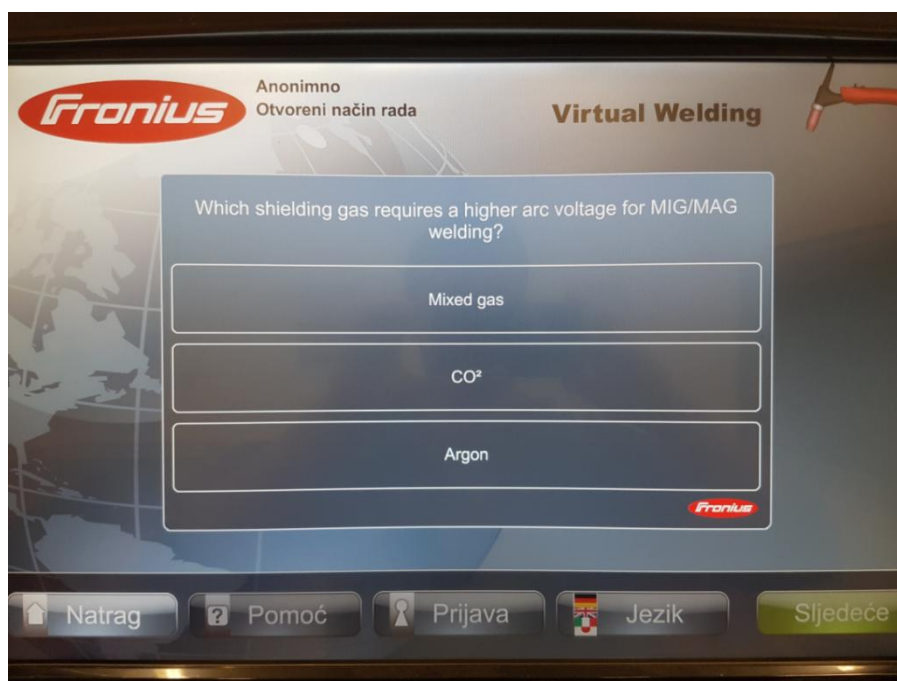 Fronius
Anonimno
Otvoreni način rada
Virtual Welding
Which shielding gas requires a higher arc voltage for MIG/MAG
welding?
Mixed gas
CO²
Argon
Fronius
Natrag
? Pomoć
Prijava
Jezik
Sljedeće